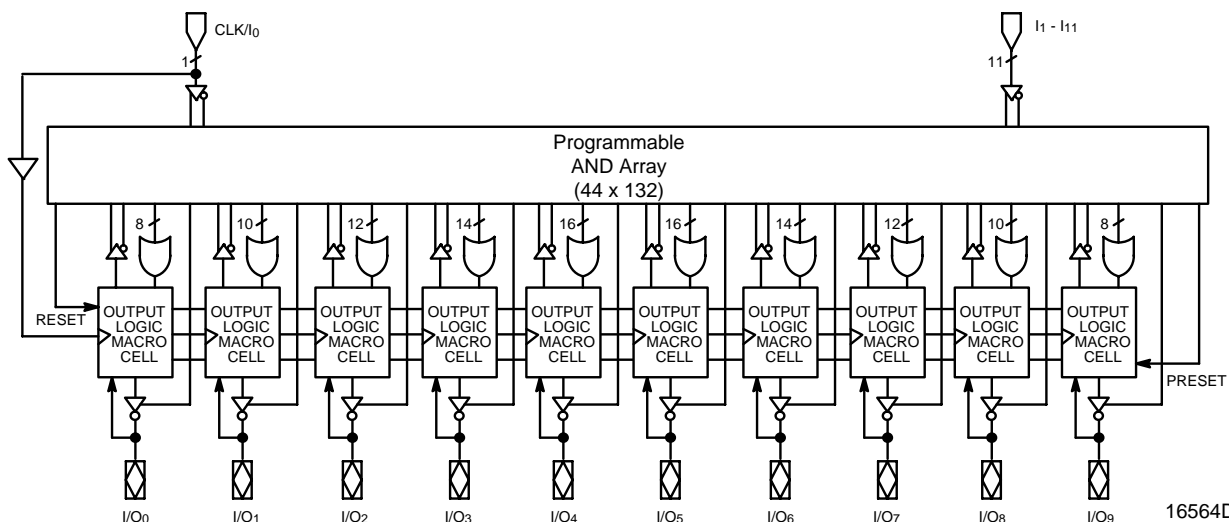 CLK/I0
I1 - I11
1
11
Programmable
AND Array
(44 x 132)
8 10 12 14 16 16 14 12 10 8
RESET
OUTPUT LOGIC MACRO CELL
OUTPUT LOGIC MACRO CELL
OUTPUT LOGIC MACRO CELL
OUTPUT LOGIC MACRO CELL
OUTPUT LOGIC MACRO CELL
OUTPUT LOGIC MACRO CELL
OUTPUT LOGIC MACRO CELL
OUTPUT LOGIC MACRO CELL
OUTPUT LOGIC MACRO CELL
OUTPUT LOGIC MACRO CELL
PRESET
I/O0 I/O1 I/O2 I/O3 I/O4 I/O5 I/O6 I/O7 I/O8 I/O9
16564D